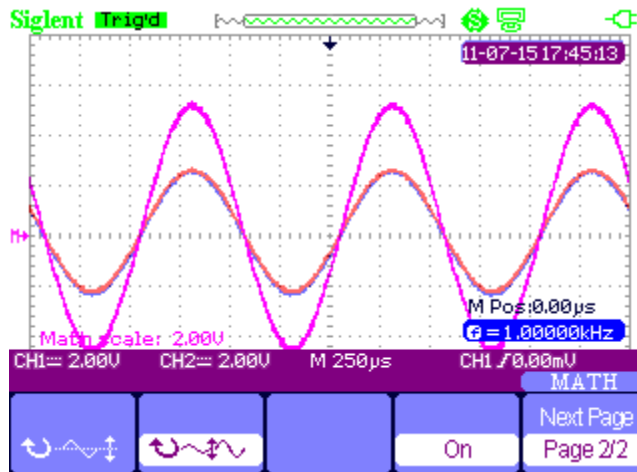 Siglent Trig'd
11-07-15 17:45:13
M
M Pos:0.00µs
f=1.00000kHz
Math scale: 2.00V
CH1 2.00V CH2 2.00V M 250µs CH1 0.00mV
MATH
Next Page
On Page 2/2